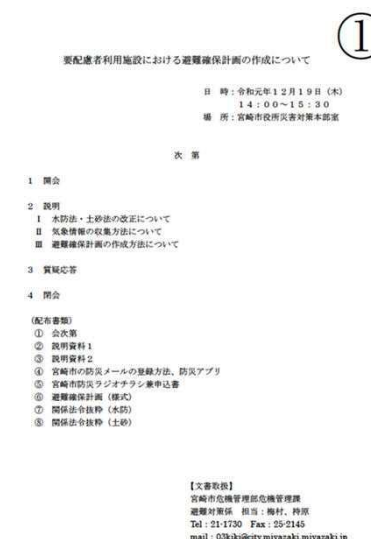 ①
要配慮者利用施設における避難確保計画の作成について
日　時：令和元年１２月１９日（木）
１４：００～１５：３０
場　所：宮崎市役所災害対策本部室
次　第
１　開会
２　説明
Ⅰ　水防法・土砂法の改正について
Ⅱ　気象情報の収集方法について
Ⅲ　避難確保計画の作成方法について
３　質疑応答
４　閉会
（配布書類）
①　会次第
②　説明資料１
③　説明資料２
④　宮崎市の防災メールの登録方法、防災アプリ
⑤　宮崎市防災ラジオチラシ兼申込書
⑥　避難確保計画（様式）
⑦　関係法令抜粋（水防）
⑧　関係法令抜粋（土砂）
【文書取扱】
宮崎市危機管理部危機管理課
避難対策係　担当：梅村、持原
Tel：21-1730　Fax：25-2145
mail：03kiki@city.miyazaki.miyazaki.jp